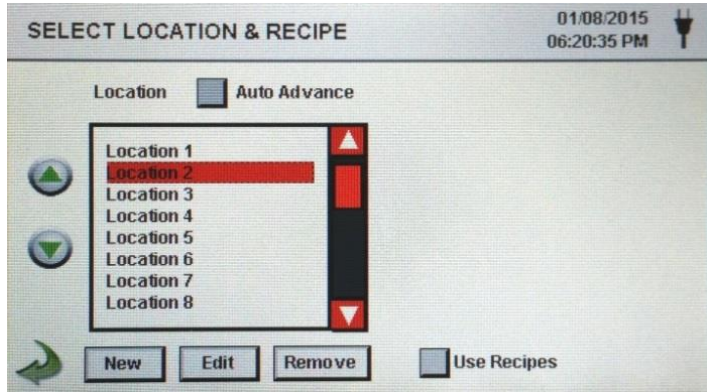 SELECT LOCATION & RECIPE
01/08/2015
06:20:35 PM
Location
Auto Advance
Location 1
Location 2
Location 3
Location 4
Location 5
Location 6
Location 7
Location 8
New
Edit
Remove
Use Recipes